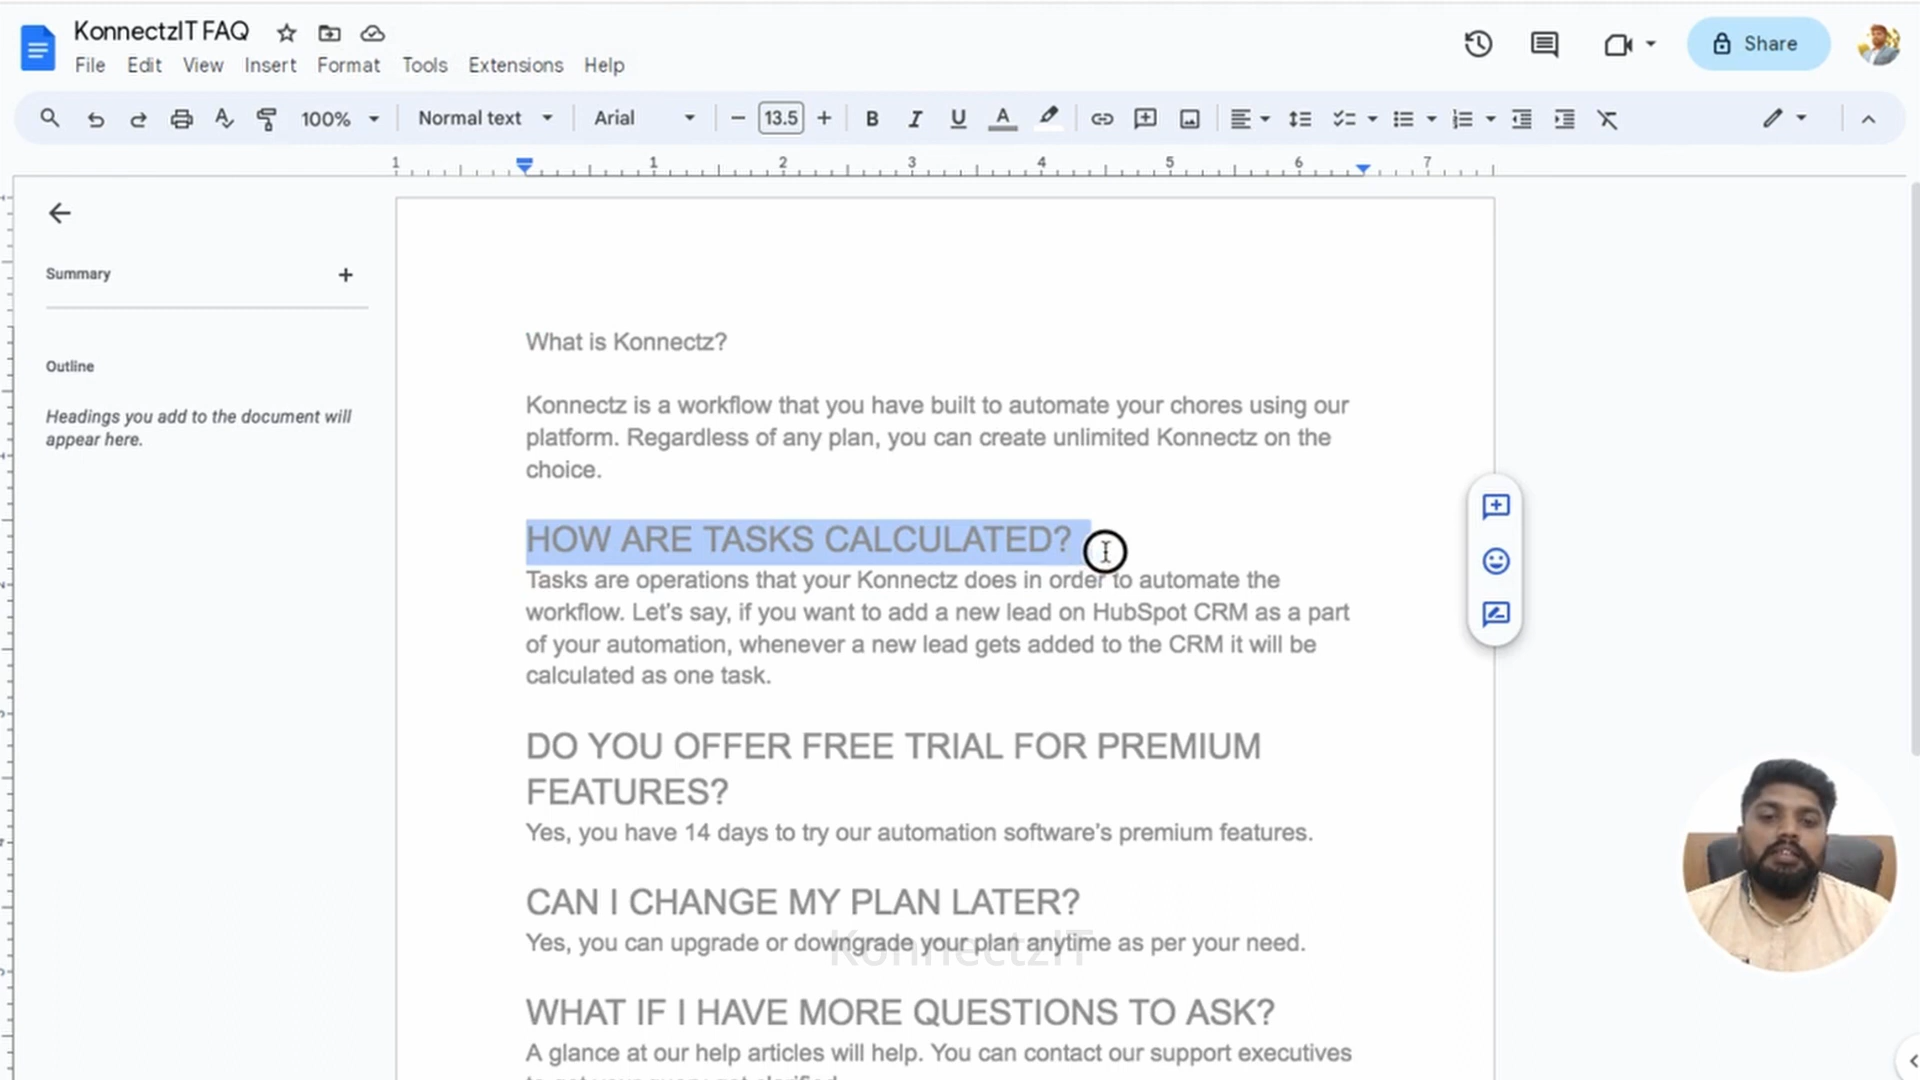 KonnectzIT FAQ
File Edit View Insert Format Tools Extensions Help
Share
100% Normal text Arial 13.5
1 1 2 3 4 5 6 7
Summary
Outline
Headings you add to the document will
appear here.
What is Konnectz?
Konnectz is a workflow that you have built to automate your chores using our
platform. Regardless of any plan, you can create unlimited Konnectz on the
choice.
HOW ARE TASKS CALCULATED?
Tasks are operations that your Konnectz does in order to automate the
workflow. Let's say, if you want to add a new lead on HubSpot CRM as a part
of your automation, whenever a new lead gets added to the CRM it will be
calculated as one task.
DO YOU OFFER FREE TRIAL FOR PREMIUM
FEATURES?
Yes, you have 14 days to try our automation software's premium features.
CAN I CHANGE MY PLAN LATER?
Yes, you can upgrade or downgrade your plan anytime as per your need.
KonnectzIT
WHAT IF I HAVE MORE QUESTIONS TO ASK?
A glance at our help articles will help. You can contact our support executives